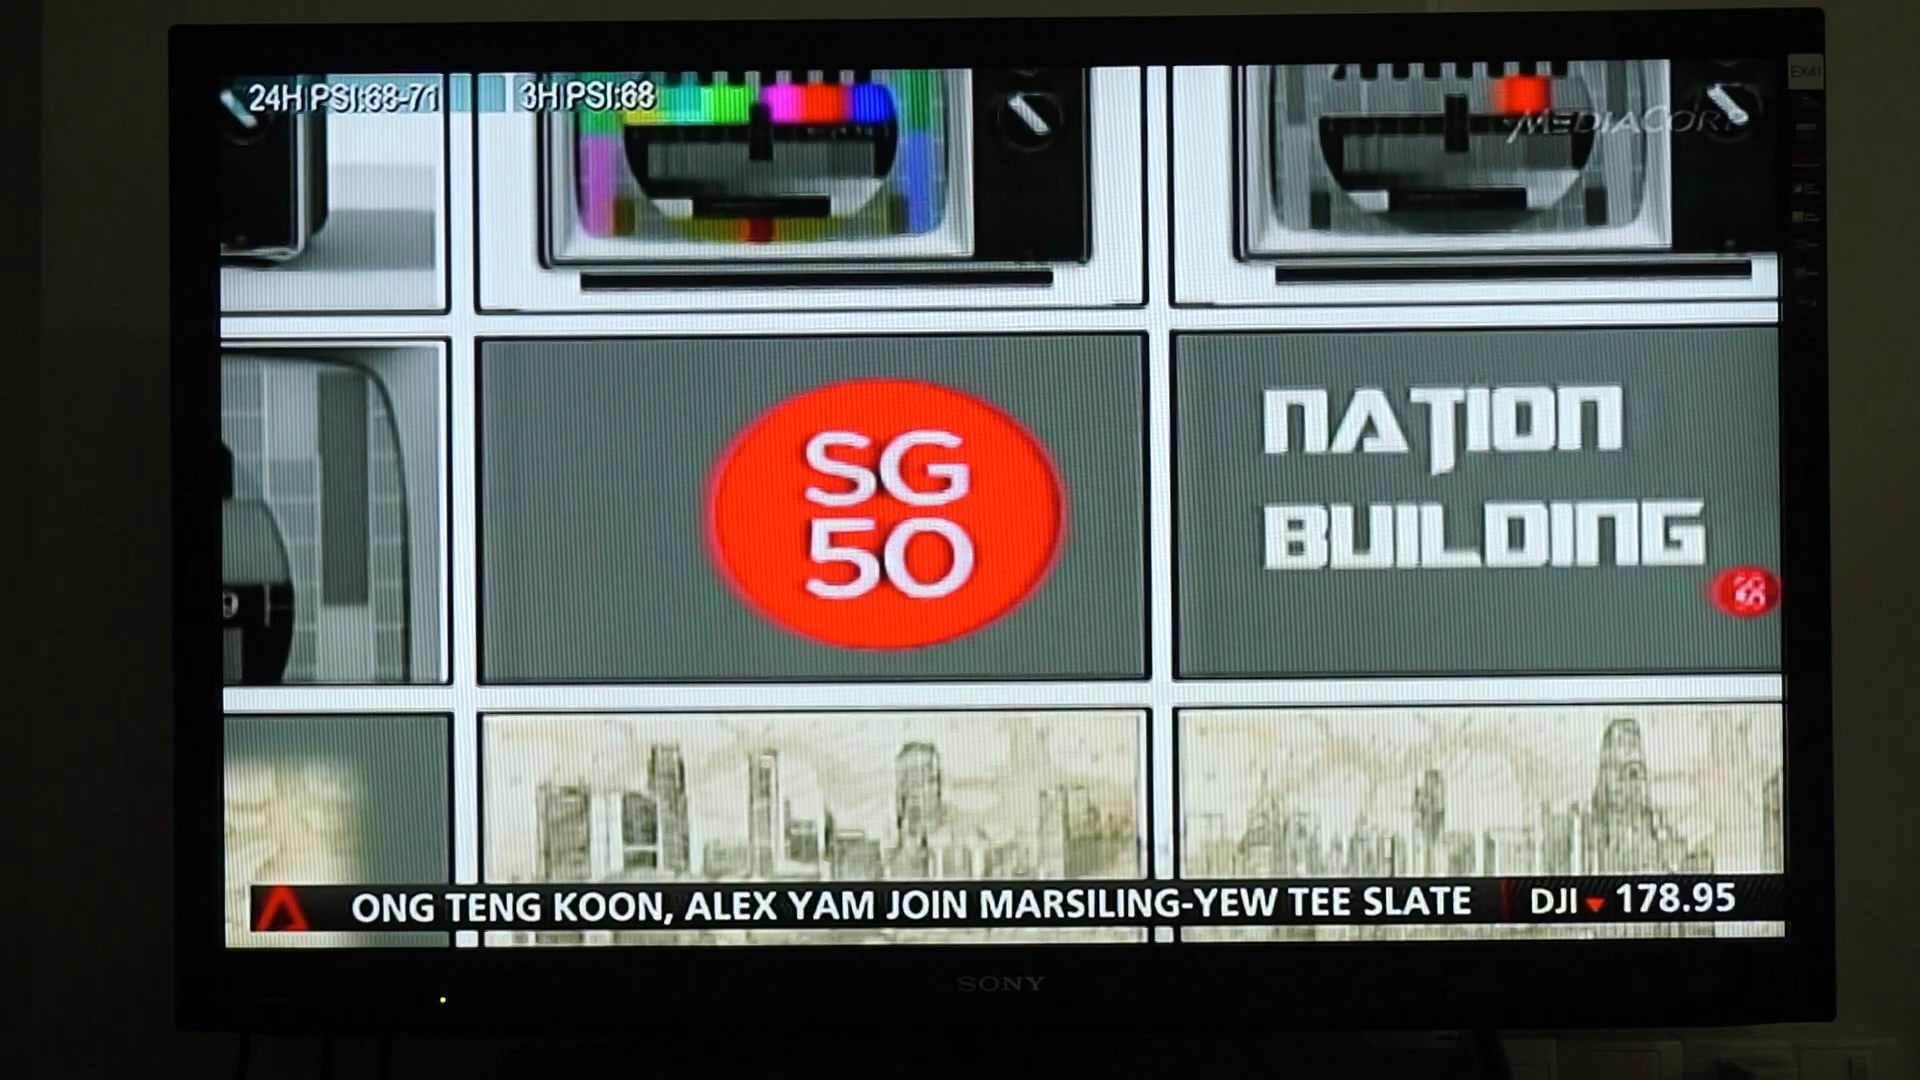 24H PSI:68-71
3H PSI:68
MEDIACORP
EX41
SG
50
NATION
BUILDING
ONG TENG KOON, ALEX YAM JOIN MARSILING-YEW TEE SLATE
DJI 178.95
SONY